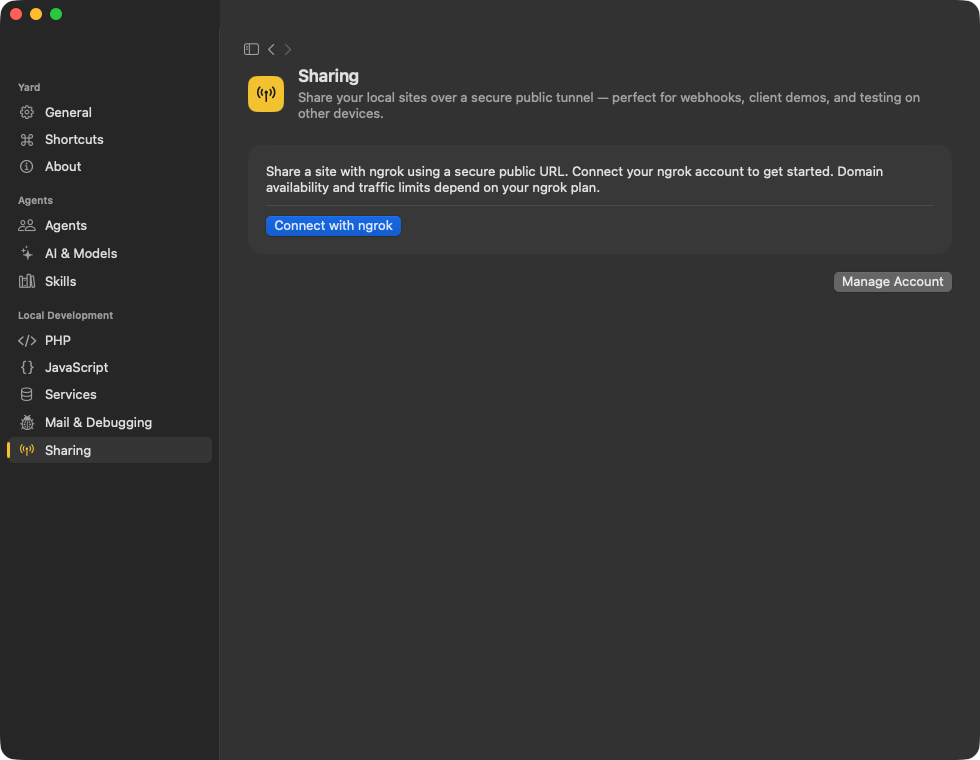 Yard
General
Shortcuts
About
Agents
Agents
AI & Models
Skills
Local Development
PHP
JavaScript
Services
Mail & Debugging
Sharing
Sharing
Share your local sites over a secure public tunnel — perfect for webhooks, client demos, and testing on
other devices.
Share a site with ngrok using a secure public URL. Connect your ngrok account to get started. Domain
availability and traffic limits depend on your ngrok plan.
Connect with ngrok
Manage Account